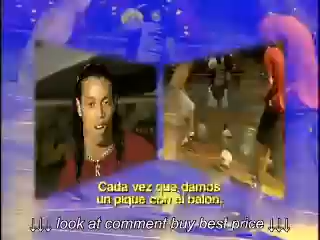 Cada vez que damos
un pique con el balon.
↓↓↓ look at comment buy best price ↓↓↓